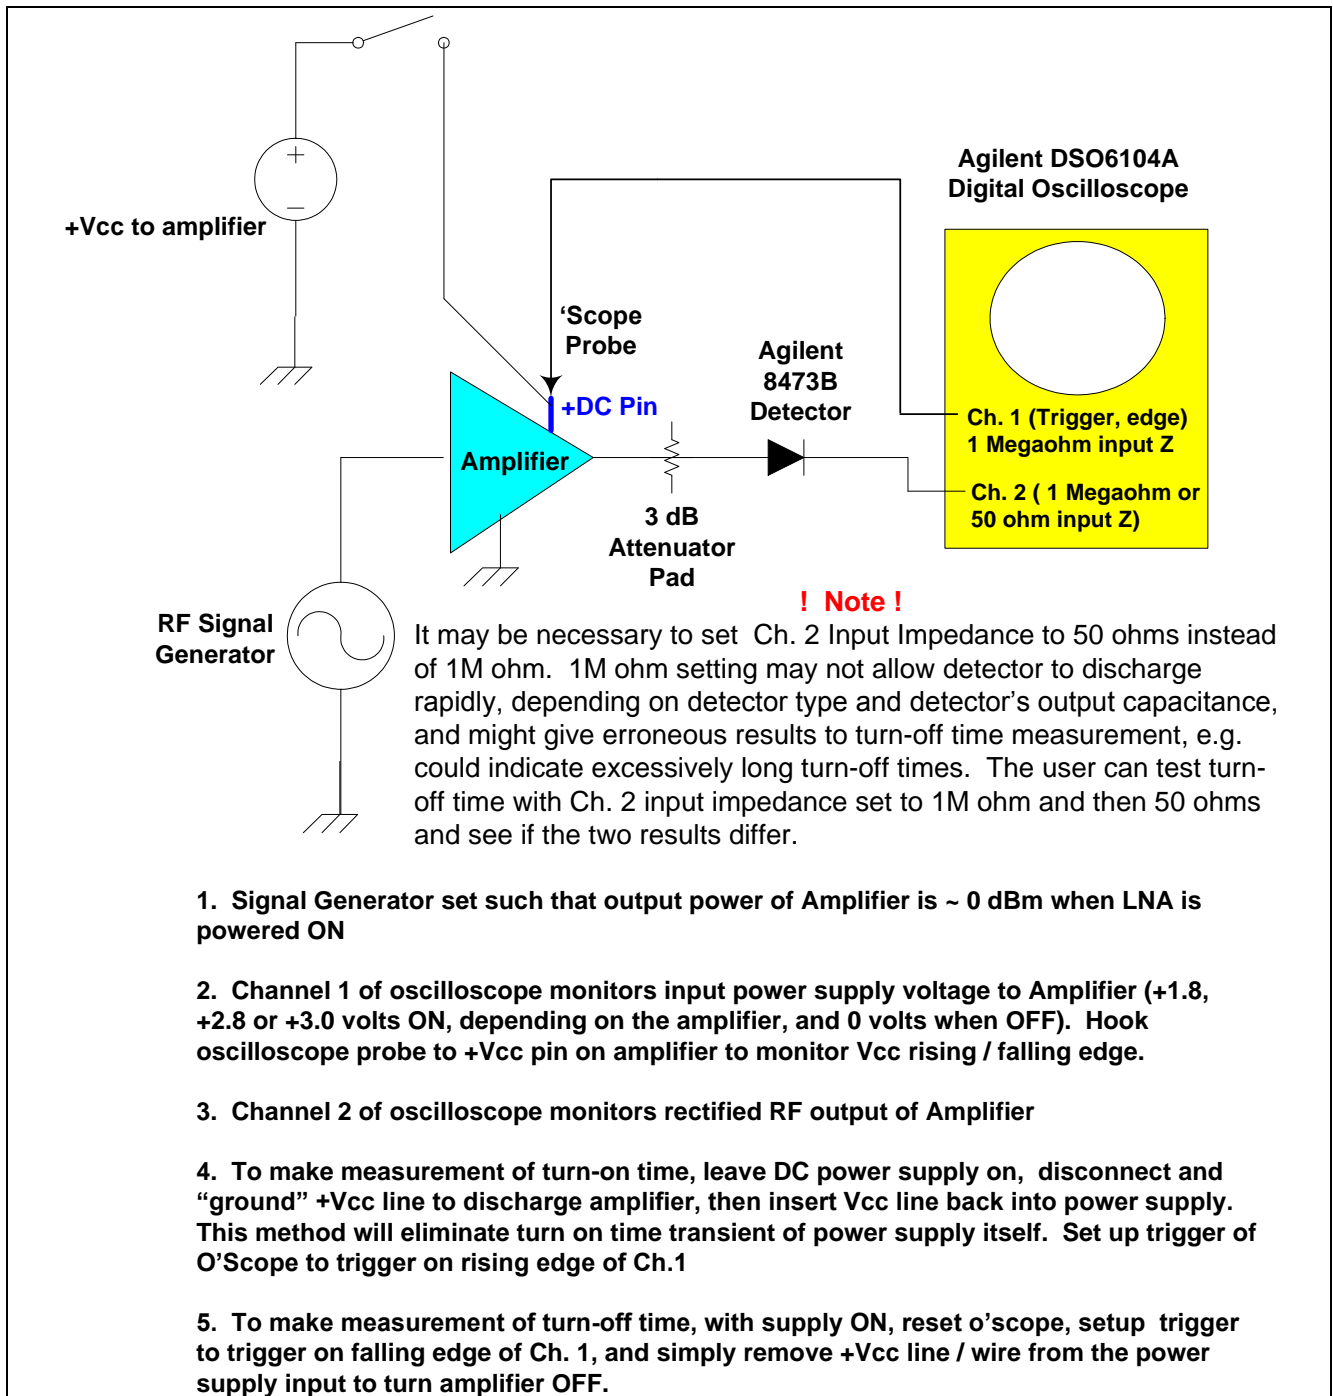 Agilent DSO6104A
Digital Oscilloscope
+
–
+Vcc to amplifier
‘Scope
Probe
Agilent
8473B
Detector
+DC Pin
Ch. 1 (Trigger, edge)
1 Megaohm input Z
Amplifier
Ch. 2 ( 1 Megaohm or
50 ohm input Z)
3 dB
Attenuator
Pad
! Note !
RF Signal
Generator
It may be necessary to set Ch. 2 Input Impedance to 50 ohms instead
of 1M ohm. 1M ohm setting may not allow detector to discharge
rapidly, depending on detector type and detector’s output capacitance,
and might give erroneous results to turn-off time measurement, e.g.
could indicate excessively long turn-off times. The user can test turn-
off time with Ch. 2 input impedance set to 1M ohm and then 50 ohms
and see if the two results differ.
1. Signal Generator set such that output power of Amplifier is ~ 0 dBm when LNA is
powered ON
2. Channel 1 of oscilloscope monitors input power supply voltage to Amplifier (+1.8,
+2.8 or +3.0 volts ON, depending on the amplifier, and 0 volts when OFF). Hook
oscilloscope probe to +Vcc pin on amplifier to monitor Vcc rising / falling edge.
3. Channel 2 of oscilloscope monitors rectified RF output of Amplifier
4. To make measurement of turn-on time, leave DC power supply on, disconnect and
“ground” +Vcc line to discharge amplifier, then insert Vcc line back into power supply.
This method will eliminate turn on time transient of power supply itself. Set up trigger of
O’Scope to trigger on rising edge of Ch.1
5. To make measurement of turn-off time, with supply ON, reset o’scope, setup trigger
to trigger on falling edge of Ch. 1, and simply remove +Vcc line / wire from the power
supply input to turn amplifier OFF.